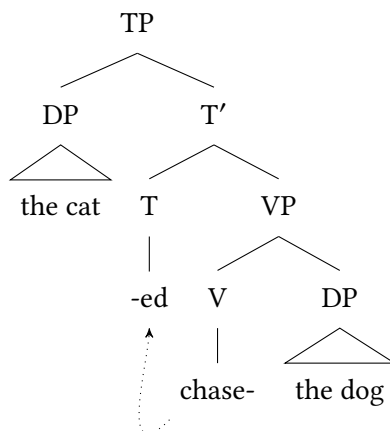 TP
DP T′
the cat T VP
-ed V DP
chase- the dog